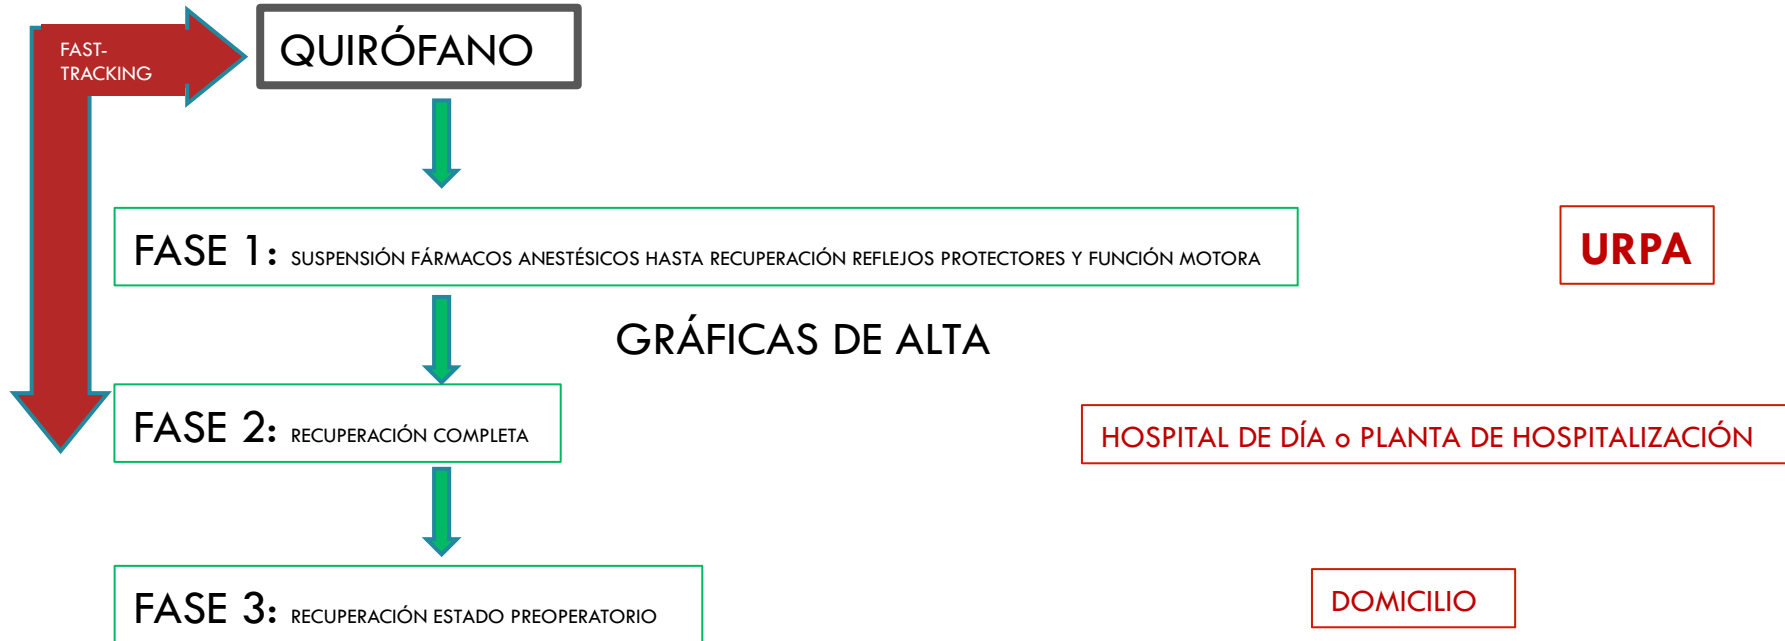 FAST-
TRACKING
QUIRÓFANO
FASE 1: SUSPENSIÓN FÁRMACOS ANESTÉSICOS HASTA RECUPERACIÓN REFLEJOS PROTECTORES Y FUNCIÓN MOTORA
URPA
GRÁFICAS DE ALTA
FASE 2: RECUPERACIÓN COMPLETA
HOSPITAL DE DÍA o PLANTA DE HOSPITALIZACIÓN
FASE 3: RECUPERACIÓN ESTADO PREOPERATORIO
DOMICILIO